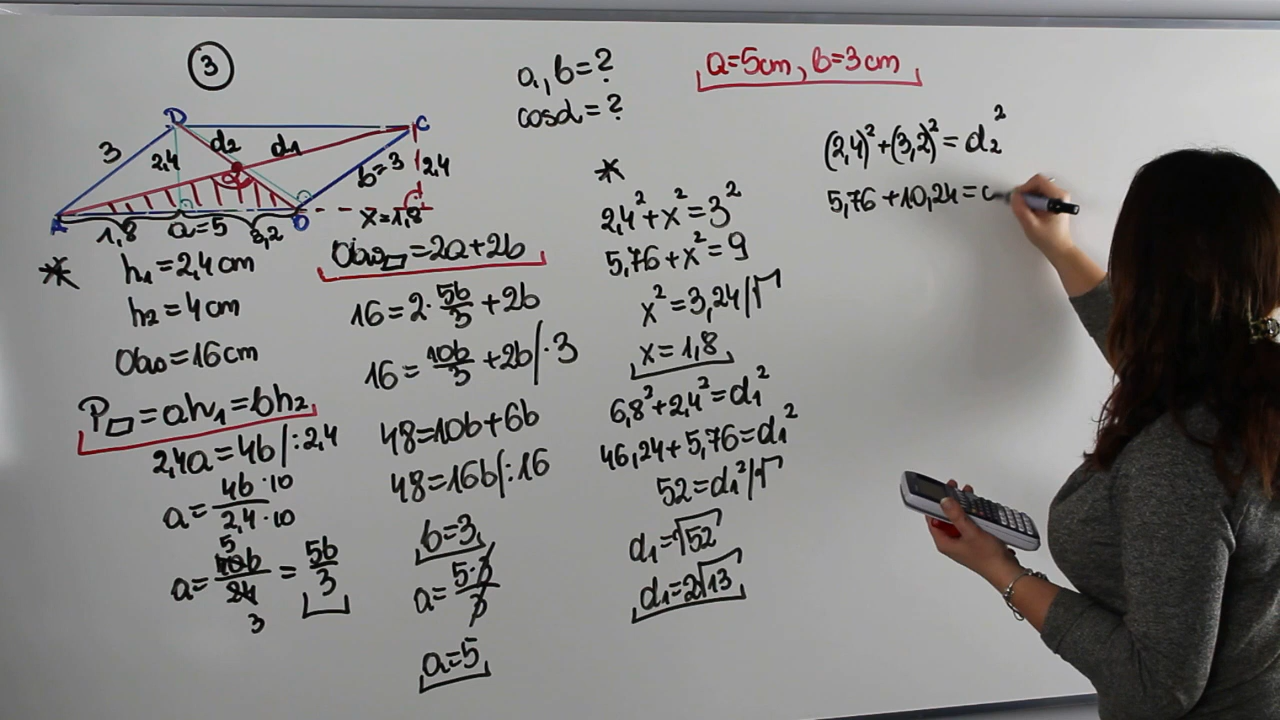 ③
a, b = ?
cosα = ?
a=5cm, b=3cm
D
C
3
2,4
d₂
d₁
b=3
2,4
α
A
1,8
a=5
3,2
x=1,8
* h₁=2,4cm
h₂=4cm
Obw=16cm
P▱=ah₁=bh₂
2,4a=4b/:2,4
a=4b·10/2,4·10
a=40b/24=5b/3
5
3
Obw▱=2a+2b
16=2·5b/3+2b
16=10b/3+2b/·3
48=10b+6b
48=16b/:16
b=3
a=5·3/3
a=5
*
2,4²+x²=3²
5,76+x²=9
x²=3,24/√
x=1,8
6,8²+2,4²=d₁²
46,24+5,76=d₁²
52=d₁²/√
d₁=√52
d₁=2√13
(2,4)²+(3,2)²=d₂²
5,76+10,24=